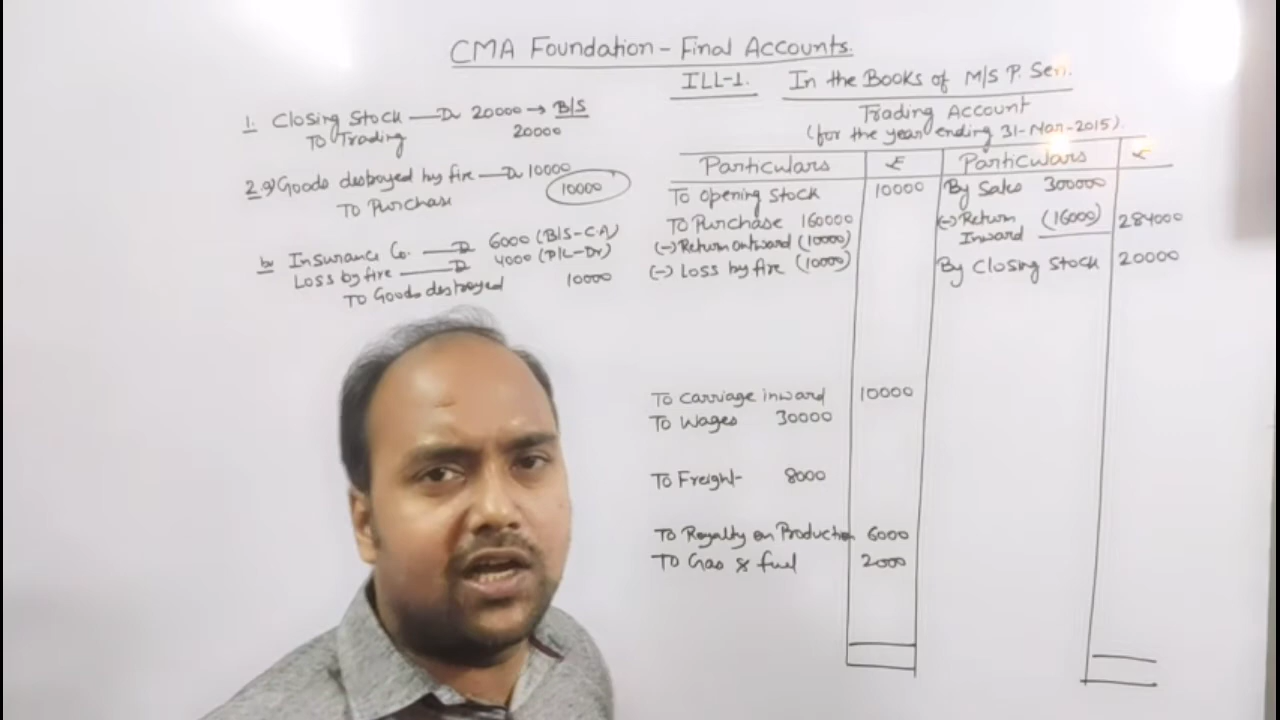 CMA Foundation - Final Accounts.
ILL-1. In the Books of M/S P. Sen.
Trading Account
(for the year ending 31-Mar-2015).
1. Closing Stock — Dr 20000 → B/S
To Trading 20000
2. a) Goods destroyed by fire — Dr 10000
To Purchase 10000
b) Insurance Co. — Dr 6000 (B/S-C.A)
Loss by fire — Dr 4000 (P/L-Dr)
To Goods destroyed 10000
Particulars ₹ Particulars ₹
To Opening Stock 10000 By Sales 300000
To Purchase 160000 (-) Return (16000) 284000
(-) Return outward (10000) Inward
(-) Loss by fire (10000) By Closing Stock 20000
To Carriage inward 10000
To Wages 30000
To Freight- 8000
To Royalty on Production 6000
To Gas & fuel 2000